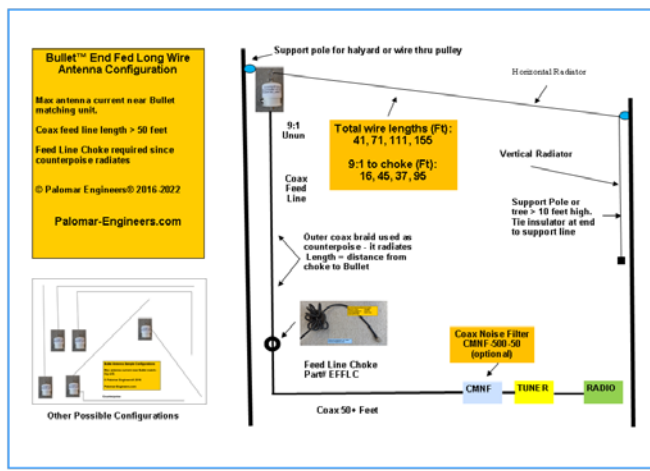 Bullet™ End Fed Long Wire
Antenna Configuration
Max antenna current near Bullet
matching unit.
Coax feed line length > 50 feet
Feed Line Choke required since
counterpoise radiates
© Palomar Engineers® 2016-2022
Palomar-Engineers.com
Support pole for halyard or wire thru pulley
Horizontal Radiator
9:1
Unun
Total wire lengths (Ft):
41, 71, 111, 155
9:1 to choke (Ft):
16, 45, 37, 95
Coax
Feed
Line
Vertical Radiator
Support Pole or
tree > 10 feet high.
Tie insulator at end
to support line
Outer coax braid used as
counterpoise - it radiates
Length = distance from
choke to Bullet
Feed Line Choke
Part# EFFLC
Coax Noise Filter
CMNF-500-50
(optional)
CMNF
TUNER
RADIO
Coax 50+ Feet
Other Possible Configurations